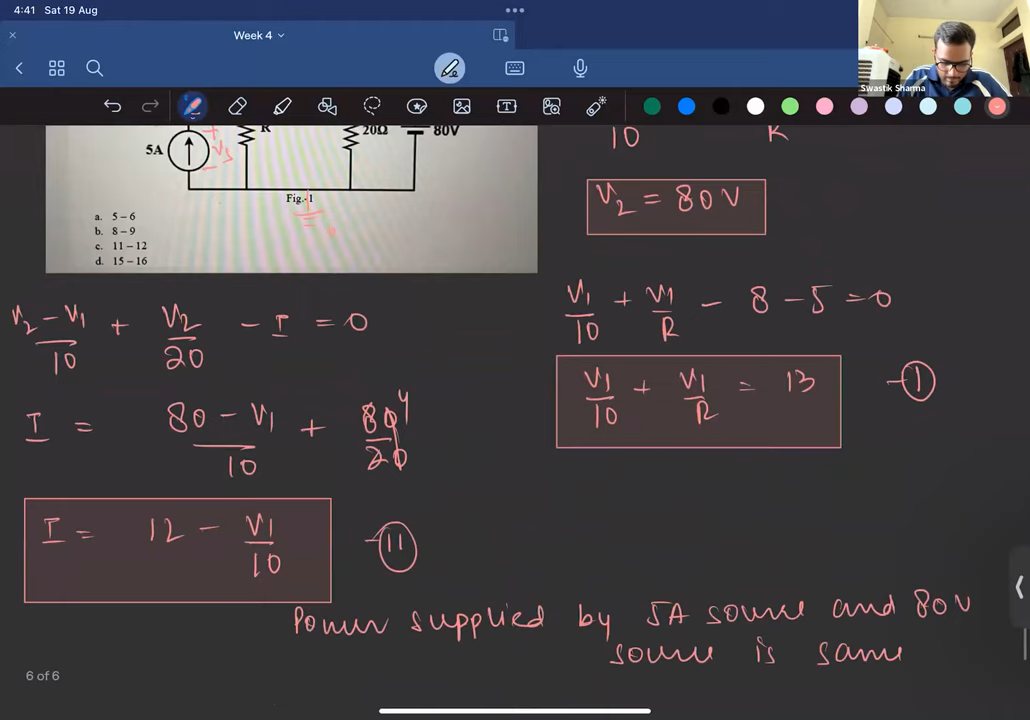 4:41 Sat 19 Aug
Week 4
Swastik Sharma
R
20Ω
80V
+
V5
−
5A
Fig.-1
a. 5 – 6
b. 8 – 9
c. 11 – 12
d. 15 – 16
10 R
V2 = 80V
V1/10 + V1/R − 8 − 5 = 0
V1/10 + V1/R = 13 − ①
(V2 − V1)/10 + V2/20 − I = 0
I = (80 − V1)/10 + 80/20 4
I = 12 − V1/10 − ⑪
Power supplied by 5A source and 80V
source is same
6 of 6